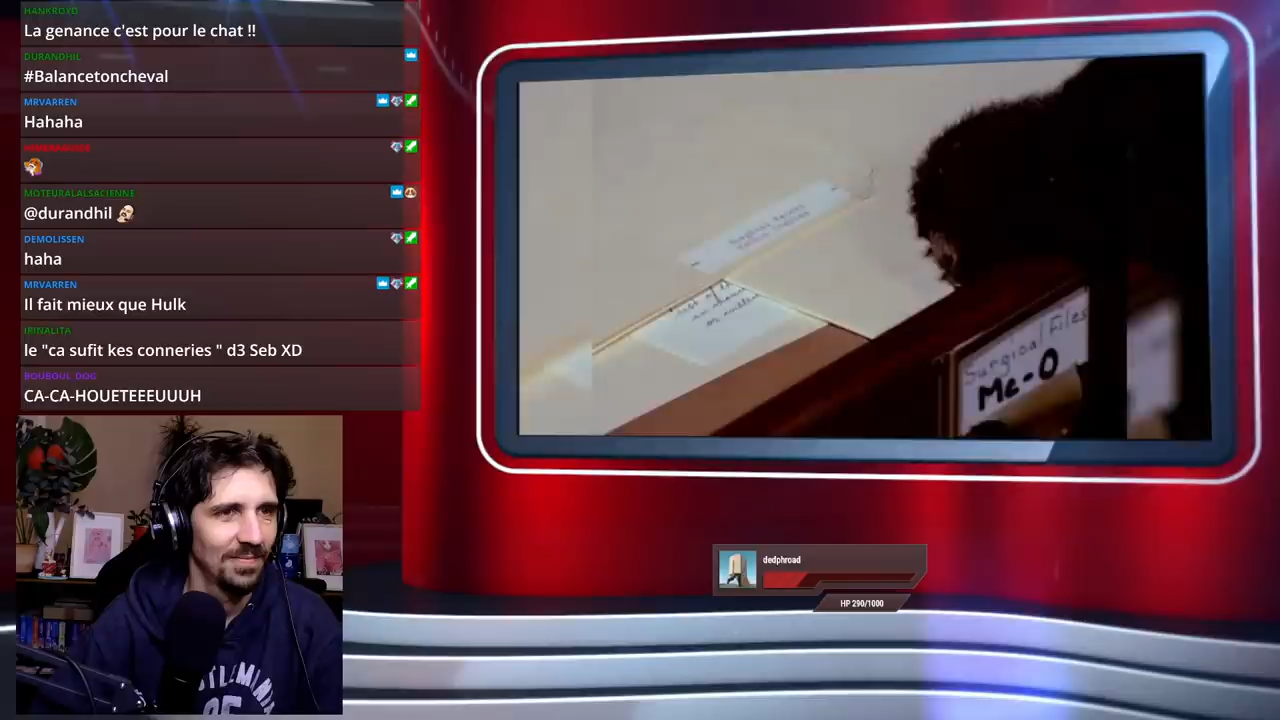 HANKROYD
La genance c'est pour le chat !!
DURANDHIL
#Balancetoncheval
MRVARREN
Hahaha
MOTEURALALSACIENNE
@durandhil
DEMOLISSEN
haha
MRVARREN
Il fait mieux que Hulk
IRINALITA
le "ca sufit kes conneries " d3 Seb XD
BOUBOUL_DOG
CA-CA-HOUETEEEUUUH
Surgical Files
Mc-O
dedphroad
HP 290/1000